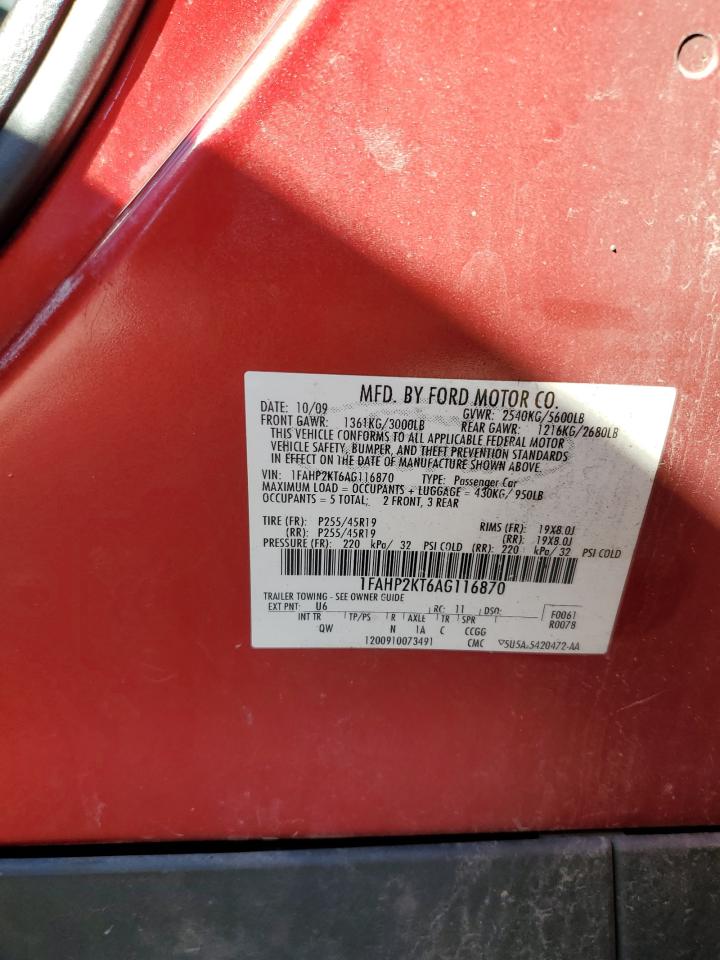 MFD. BY FORD MOTOR CO.
DATE: 10/09 GVWR: 2540KG/5600LB
FRONT GAWR: 1361KG/3000LB REAR GAWR: 1216KG/2680LB
THIS VEHICLE CONFORMS TO ALL APPLICABLE FEDERAL MOTOR
VEHICLE SAFETY, BUMPER, AND THEFT PREVENTION STANDARDS
IN EFFECT ON THE DATE OF MANUFACTURE SHOWN ABOVE.
VIN: 1FAHP2KT6AG116870 TYPE: Passenger Car
MAXIMUM LOAD = OCCUPANTS + LUGGAGE = 430KG/ 950LB
OCCUPANTS = 5 TOTAL; 2 FRONT, 3 REAR
TIRE (FR): P255/45R19 RIMS (FR): 19X8.0J
(RR): P255/45R19 (RR): 19X8.0J
PRESSURE (FR): 220 kPa/ 32 PSI COLD (RR): 220 kPa/ 32 PSI COLD
1FAHP2KT6AG116870
TRAILER TOWING - SEE OWNER GUIDE
EXT PNT: U6 RC: 11 DSO: F0061
INT TR TP/PS R AXLE TR SPR R0078
QW N 1A C CCGG
1200910073491 CMC 5U5A-5420472-AA